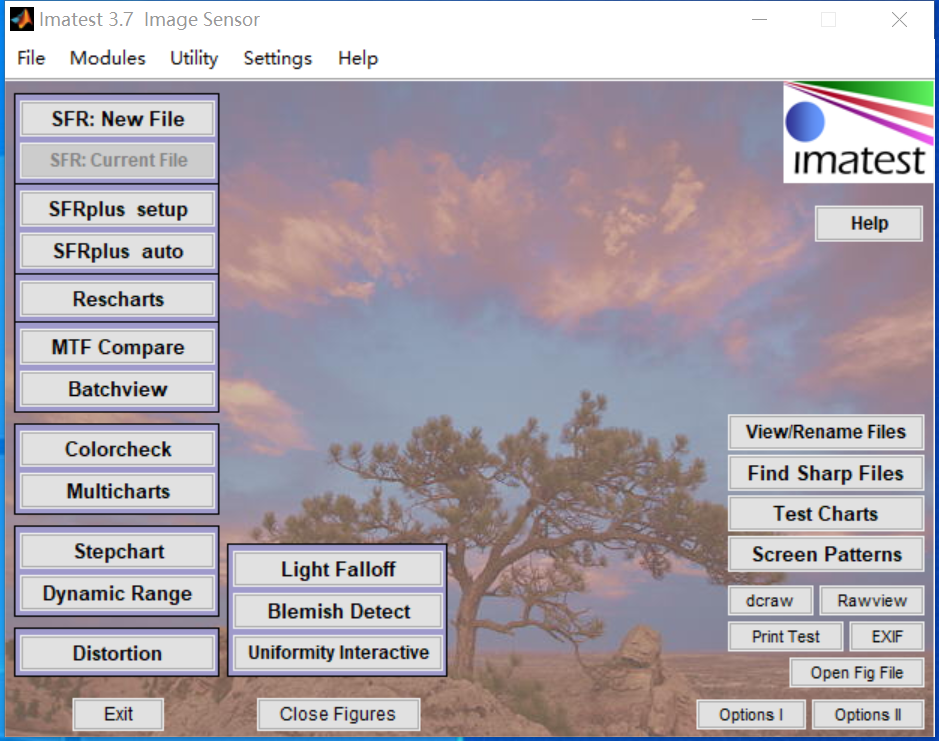 Imatest 3.7 Image Sensor
File Modules Utility Settings Help
SFR: New File
SFR: Current File
SFRplus setup
SFRplus auto
Rescharts
MTF Compare
Batchview
Colorcheck
Multicharts
Stepchart
Dynamic Range
Distortion
Exit
Light Falloff
Blemish Detect
Uniformity Interactive
Close Figures
imatest
Help
View/Rename Files
Find Sharp Files
Test Charts
Screen Patterns
dcraw Rawview
Print Test EXIF
Open Fig File
Options I Options II